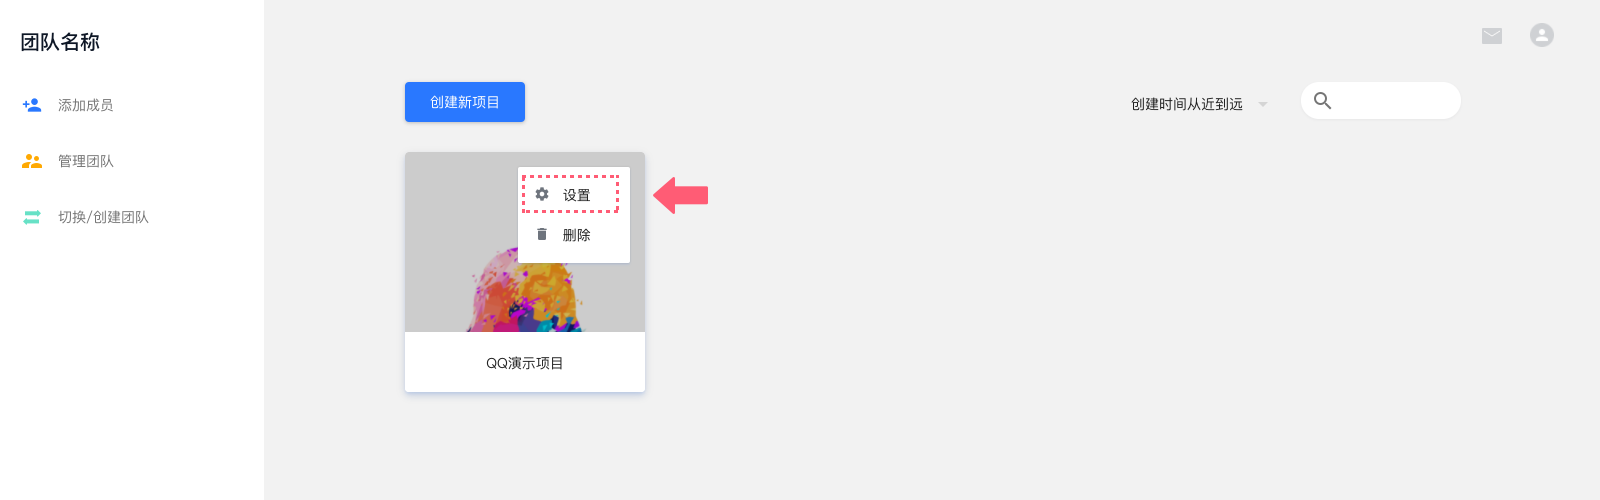 团队名称
添加成员
管理团队
切换/创建团队
创建新项目
创建时间从近到远
设置
删除
QQ演示项目